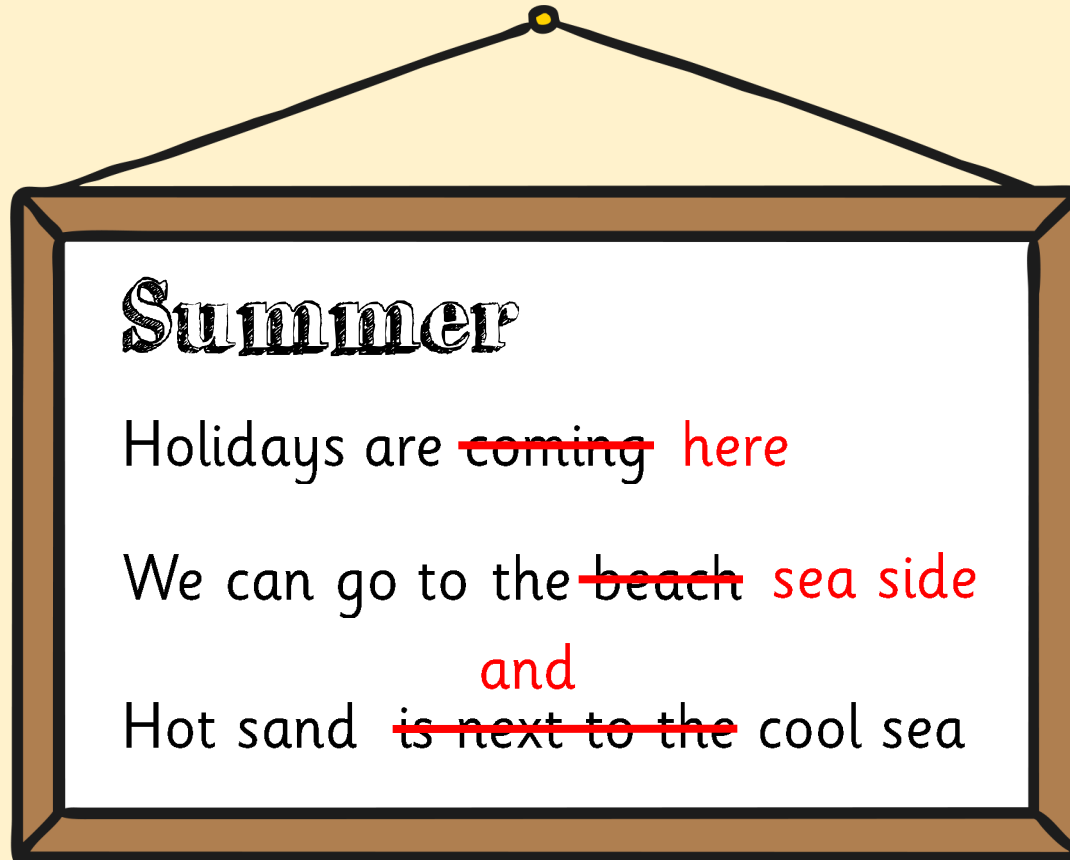 Summer
Holidays are coming here
We can go to the beach sea side
and
Hot sand is next to the cool sea